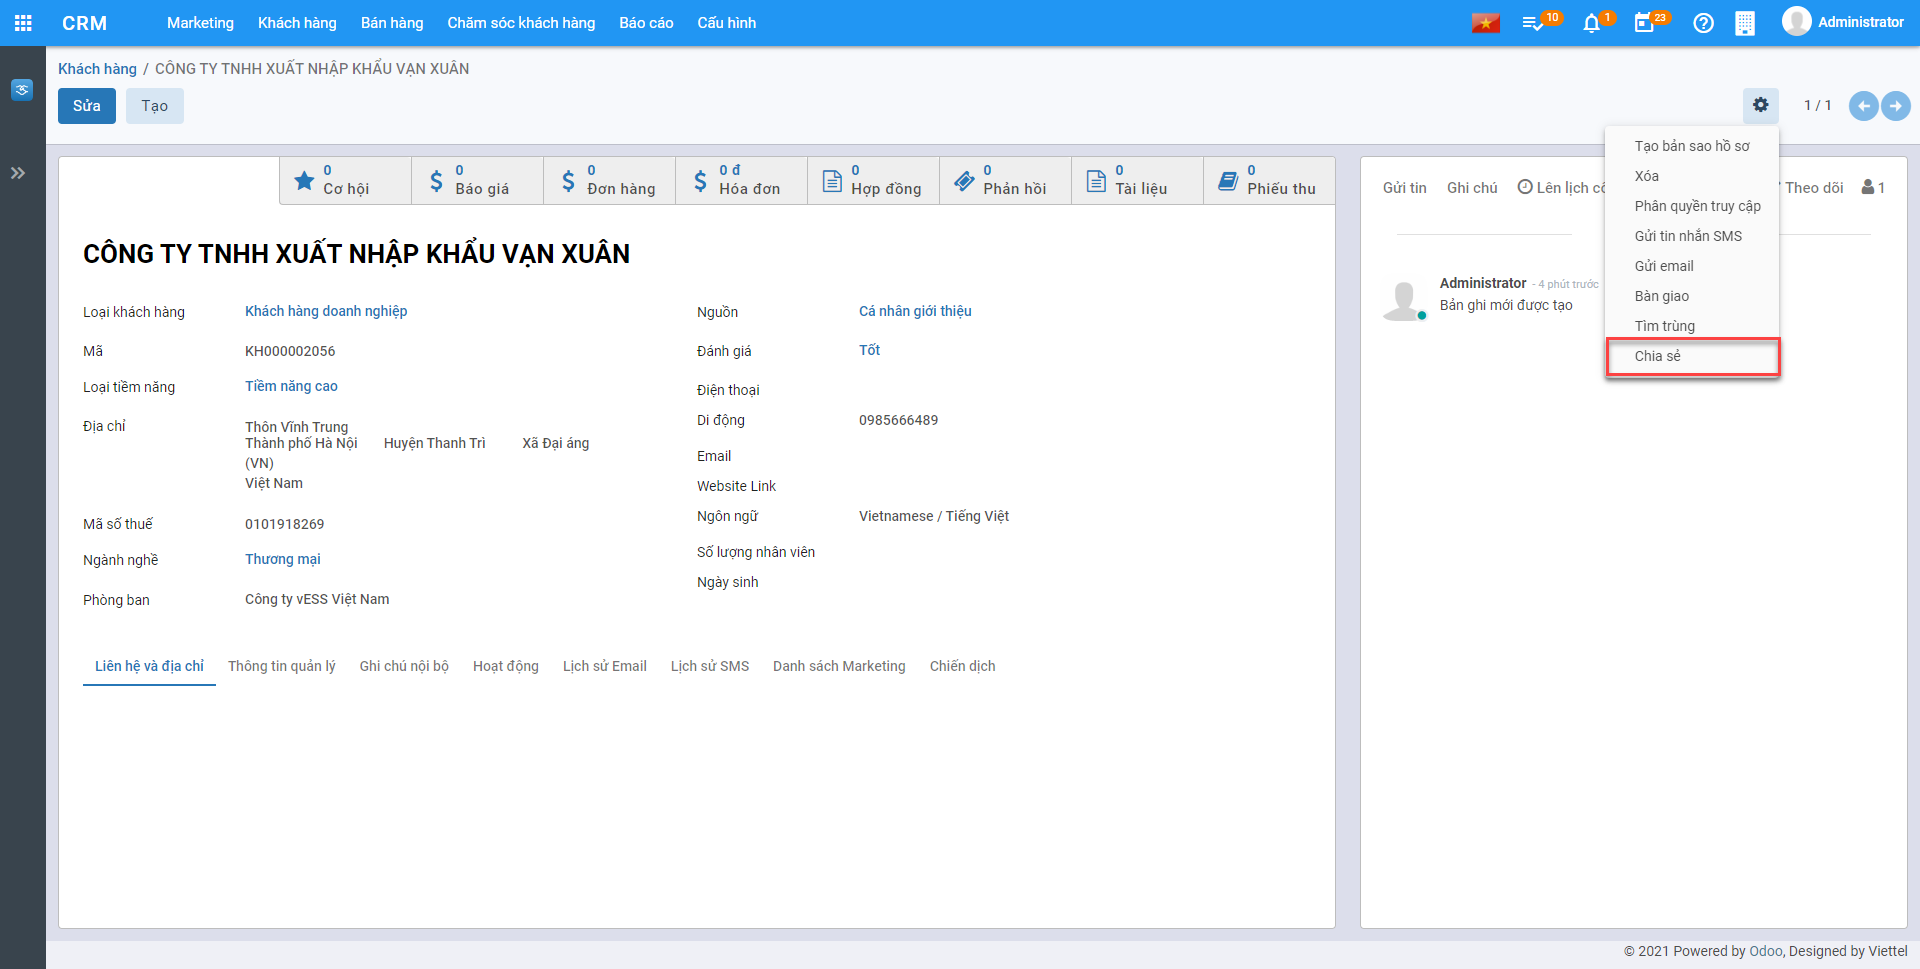 CRM
Marketing Khách hàng Bán hàng Chăm sóc khách hàng Báo cáo Cấu hình
10 1 23 Administrator
Khách hàng / CÔNG TY TNHH XUẤT NHẬP KHẨU VẠN XUÂN
Sửa Tạo
1 / 1
Tạo bản sao hồ sơ
Xóa
Phân quyền truy cập
Gửi tin nhắn SMS
Gửi email
Bàn giao
Tìm trùng
Chia sẻ
0 Cơ hội
0 Báo giá
0 Đơn hàng
0 đ Hóa đơn
0 Hợp đồng
0 Phản hồi
0 Tài liệu
0 Phiếu thu
Gửi tin Ghi chú Lên lịch Theo dõi 1
CÔNG TY TNHH XUẤT NHẬP KHẨU VẠN XUÂN
Administrator - 4 phút trước
Bản ghi mới được tạo
Loại khách hàng Khách hàng doanh nghiệp
Mã KH000002056
Loại tiềm năng Tiềm năng cao
Địa chỉ Thôn Vĩnh Trung
Thành phố Hà Nội Huyện Thanh Trì Xã Đại áng
(VN)
Việt Nam
Mã số thuế 0101918269
Ngành nghề Thương mại
Phòng ban Công ty vESS Việt Nam
Nguồn Cá nhân giới thiệu
Đánh giá Tốt
Điện thoại
Di động 0985666489
Email
Website Link
Ngôn ngữ Vietnamese / Tiếng Việt
Số lượng nhân viên
Ngày sinh
Liên hệ và địa chỉ Thông tin quản lý Ghi chú nội bộ Hoạt động Lịch sử Email Lịch sử SMS Danh sách Marketing Chiến dịch
© 2021 Powered by Odoo, Designed by Viettel